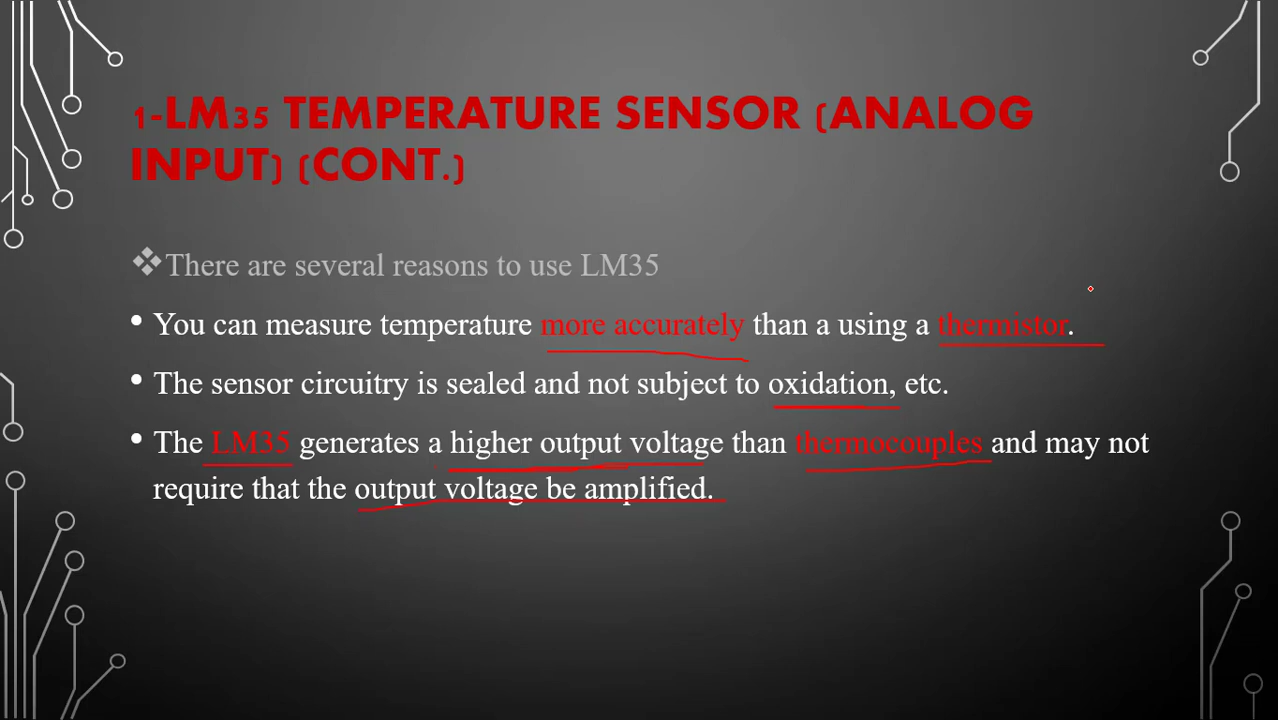 1-LM35 TEMPERATURE SENSOR (ANALOG
INPUT) (CONT.)
❖There are several reasons to use LM35
• You can measure temperature more accurately than a using a thermistor.
• The sensor circuitry is sealed and not subject to oxidation, etc.
• The LM35 generates a higher output voltage than thermocouples and may not
require that the output voltage be amplified.